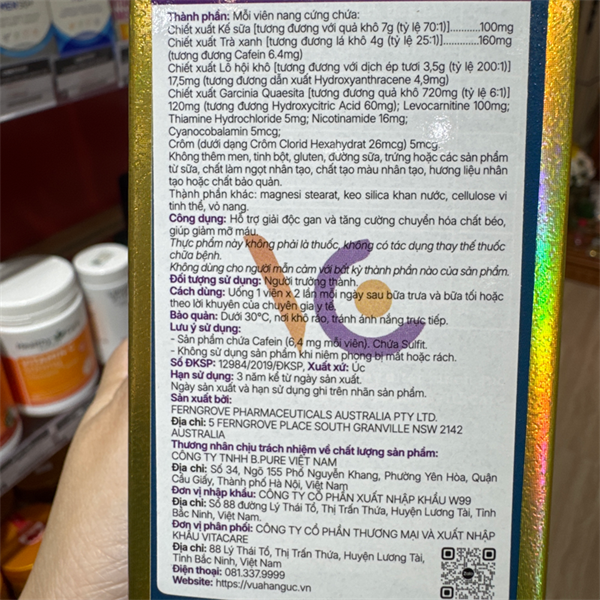 Thành phần: Mỗi viên nang cứng chứa:
Chiết xuất Kế sữa [tương đương với quả khô 7g (tỷ lệ 70:1)]..........100mg
Chiết xuất Trà xanh [tương đương lá khô 4g (tỷ lệ 25:1)]............160mg
(tương đương Cafein 6.4mg)
Chiết xuất Lô hội khô [tương đương với dịch ép tươi 3,5g (tỷ lệ 200:1)]
17,5mg (tương đương dẫn xuất Hydroxyanthracene 4,9mg)
Chiết xuất Garcinia Quaesita [tương đương quả khô 720mg (tỷ lệ 6:1)]
120mg (tương đương Hydroxycitric Acid 60mg); Levocarnitine 100mg;
Thiamine Hydrochloride 5mg; Nicotinamide 16mg;
Cyanocobalamin 5mcg;
Crôm (dưới dạng Crôm Clorid Hexahydrat 26mcg) 5mcg.
Không thêm men, tinh bột, gluten, đường sữa, trứng hoặc các sản phẩm
từ sữa, chất làm ngọt nhân tạo, chất tạo màu nhân tạo, hương liệu nhân
tạo hoặc chất bảo quản.
Thành phần khác: magnesi stearat, keo silica khan nước, cellulose vi
tinh thể, vỏ nang.
Công dụng: Hỗ trợ giải độc gan và tăng cường chuyển hóa chất béo,
giúp giảm mỡ máu.
Thực phẩm này không phải là thuốc, không có tác dụng thay thế thuốc
chữa bệnh.
Không dùng cho người mẫn cảm với bất kỳ thành phần nào của sản phẩm.
Đối tượng sử dụng: Người trưởng thành.
Cách dùng: Uống 1 viên x 2 lần mỗi ngày sau bữa trưa và bữa tối hoặc
theo lời khuyên của chuyên gia y tế.
Bảo quản: Dưới 30°C, nơi khô ráo, tránh ánh nắng trực tiếp.
Lưu ý sử dụng:
- Sản phẩm chứa Cafein (6,4 mg mỗi viên). Chứa Sulfit.
- Không sử dụng sản phẩm khi niêm phong bị mất hoặc rách.
Số ĐKSP: 12984/2019/ĐKSP, Xuất xứ: Úc
Hạn sử dụng: 3 năm kể từ ngày sản xuất.
Ngày sản xuất và hạn sử dụng ghi trên nhãn sản phẩm.
Sản xuất bởi:
FERNGROVE PHARMACEUTICALS AUSTRALIA PTY LTD.
Địa chỉ: 5 FERNGROVE PLACE SOUTH GRANVILLE NSW 2142
AUSTRALIA
Thương nhân chịu trách nhiệm về chất lượng sản phẩm:
CÔNG TY TNHH B.PURE VIỆT NAM
Địa chỉ: Số 34, Ngõ 155 Phố Nguyễn Khang, Phường Yên Hòa, Quận
Cầu Giấy, Thành phố Hà Nội, Việt Nam
Đơn vị nhập khẩu: CÔNG TY CỔ PHẦN XUẤT NHẬP KHẨU W99
Địa chỉ: Số 88 đường Lý Thái Tổ, Thị Trấn Thứa, Huyện Lương Tài, Tỉnh
Bắc Ninh, Việt Nam.
Đơn vị phân phối: CÔNG TY CỔ PHẦN THƯƠNG MẠI VÀ XUẤT NHẬP
KHẨU VITACARE
Địa chỉ: 88 Lý Thái Tổ, Thị Trấn Thứa, Huyện Lương Tài,
Tỉnh Bắc Ninh, Việt Nam
Điện thoại: 081.337.9999
Website: https://vuahanguc.vn